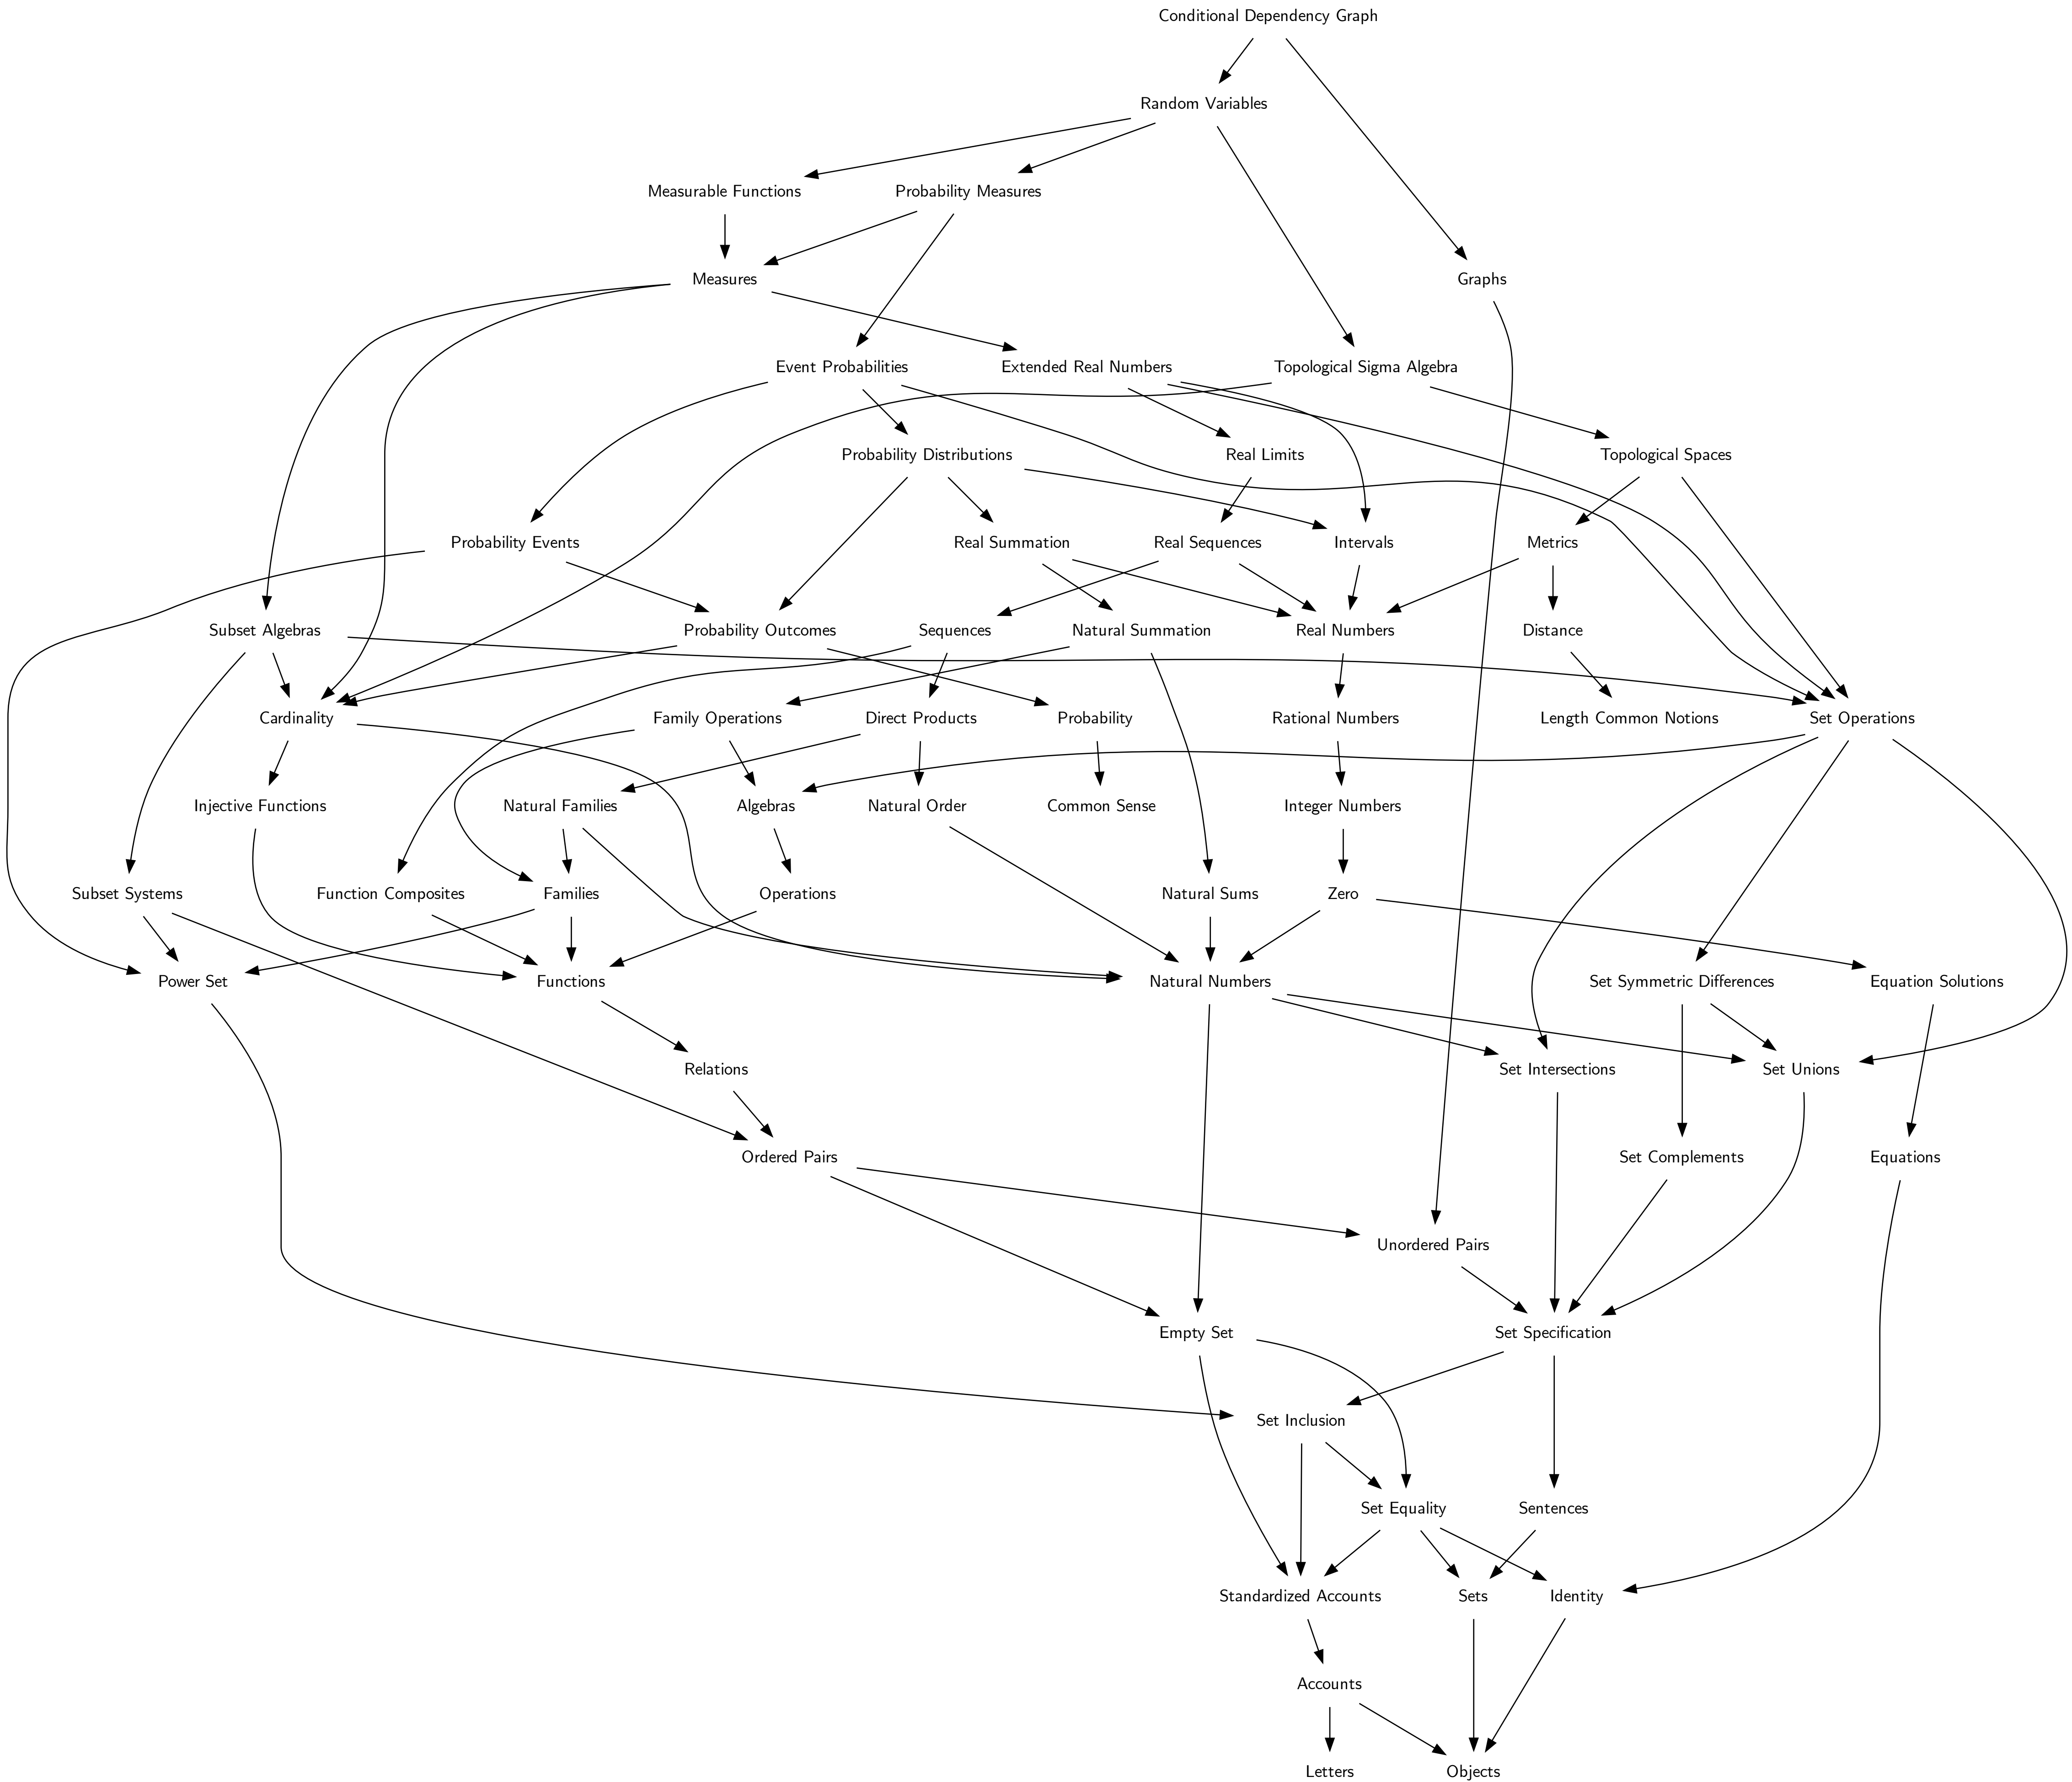 Conditional Dependency Graph
Random Variables
Measurable Functions
Probability Measures
Measures
Graphs
Event Probabilities
Extended Real Numbers
Topological Sigma Algebra
Probability Distributions
Real Limits
Topological Spaces
Probability Events
Real Summation
Real Sequences
Intervals
Metrics
Subset Algebras
Probability Outcomes
Sequences
Natural Summation
Real Numbers
Distance
Cardinality
Family Operations
Direct Products
Probability
Rational Numbers
Length Common Notions
Set Operations
Injective Functions
Natural Families
Algebras
Natural Order
Common Sense
Integer Numbers
Subset Systems
Function Composites
Families
Operations
Natural Sums
Zero
Power Set
Functions
Natural Numbers
Set Symmetric Differences
Equation Solutions
Relations
Set Intersections
Set Unions
Ordered Pairs
Set Complements
Equations
Unordered Pairs
Empty Set
Set Specification
Set Inclusion
Set Equality
Sentences
Standardized Accounts
Sets
Identity
Accounts
Letters
Objects